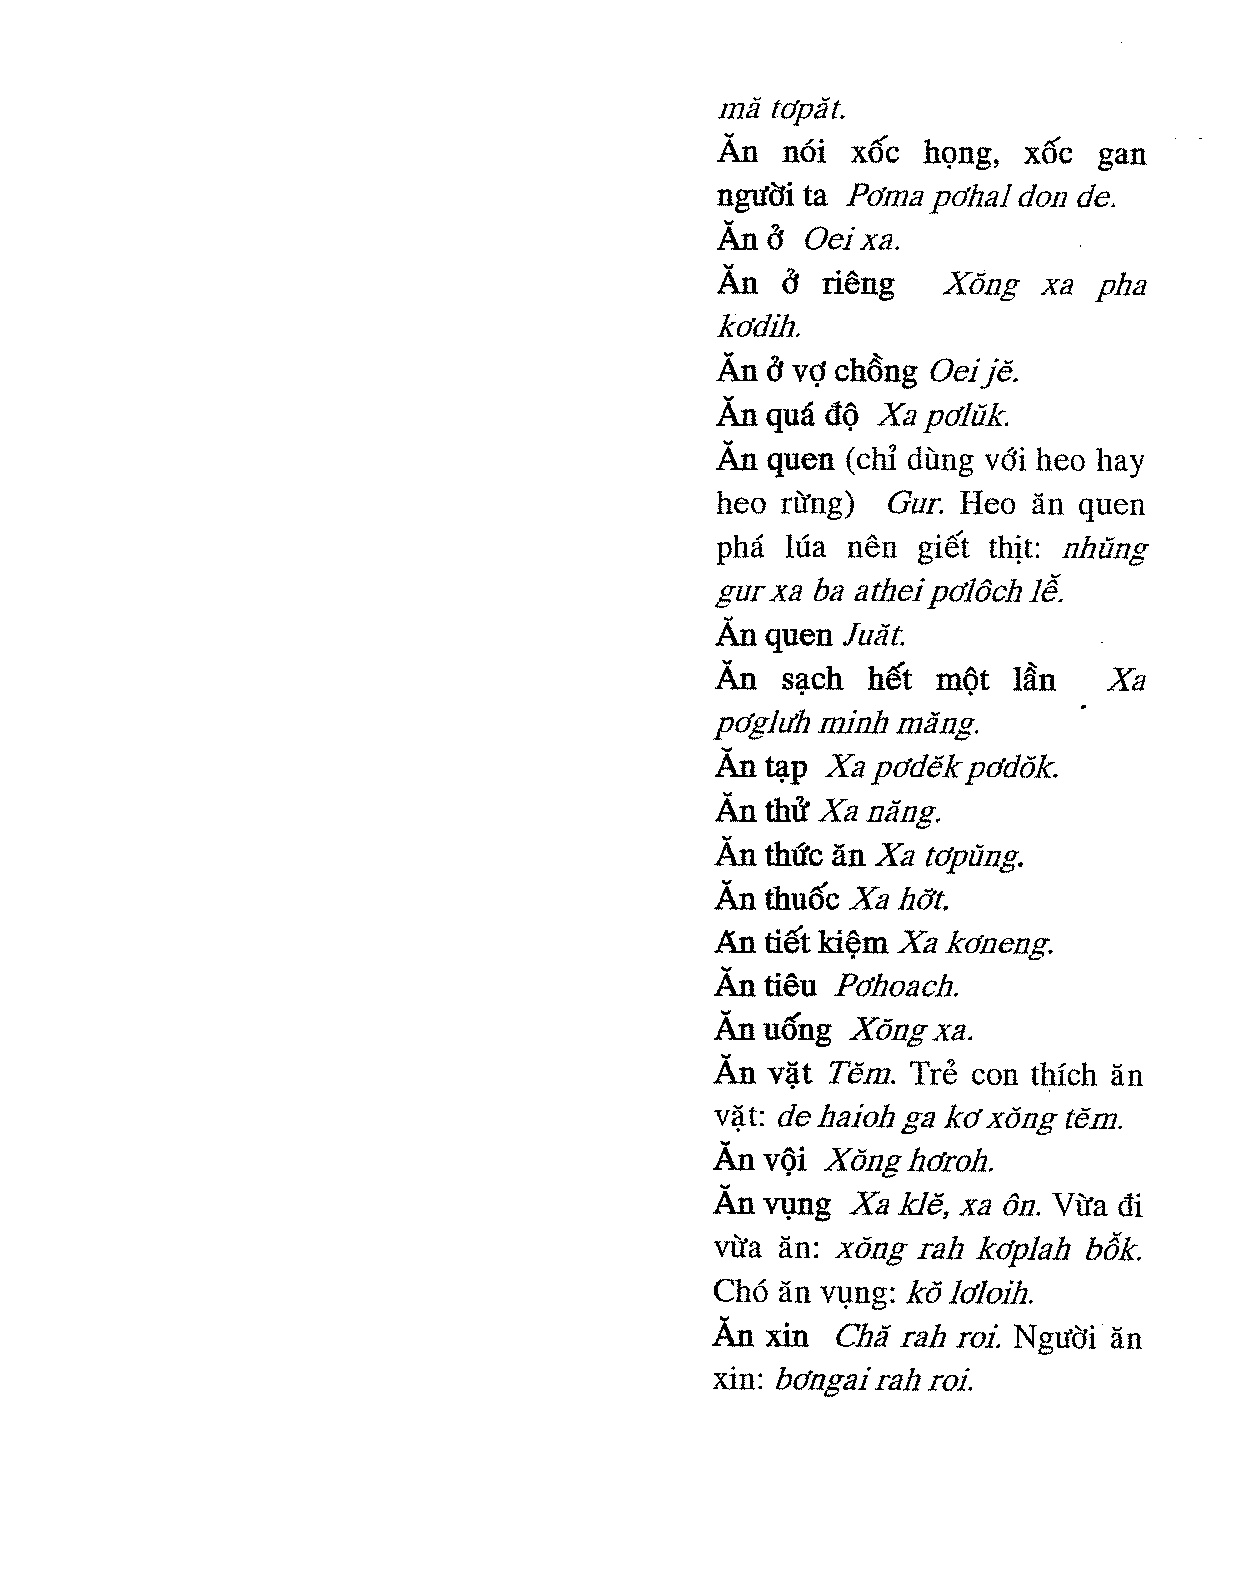 mă tơpăt.
Ăn nói xốc họng, xốc gan
người ta Pơma pơhal don de.
Ăn ở Oei xa.
Ăn ở riêng Xŏng xa pha
kơdih.
Ăn ở vợ chồng Oei jĕ.
Ăn quá độ Xa pơlŭk.
Ăn quen (chỉ dùng với heo hay
heo rừng) Gur. Heo ăn quen
phá lúa nên giết thịt: nhŭng
gur xa ba athei pơlôch lê̆.
Ăn quen Juăt.
Ăn sạch hết một lần Xa
pơglưh minh măng.
Ăn tạp Xa pơdĕk pơdŏk.
Ăn thử Xa năng.
Ăn thức ăn Xa tơpŭng.
Ăn thuốc Xa hơ̆t.
Ăn tiết kiệm Xa kơneng.
Ăn tiêu Pơhoach.
Ăn uống Xŏng xa.
Ăn vặt Tĕm. Trẻ con thích ăn
vặt: de haioh ga kơ xŏng tĕm.
Ăn vội Xŏng hơroh.
Ăn vụng Xa klĕ, xa ôn. Vừa đi
vừa ăn: xŏng rah kơplah bô̆k.
Chó ăn vụng: kŏ lơloih.
Ăn xin Chă rah roi. Người ăn
xin: bơngai rah roi.